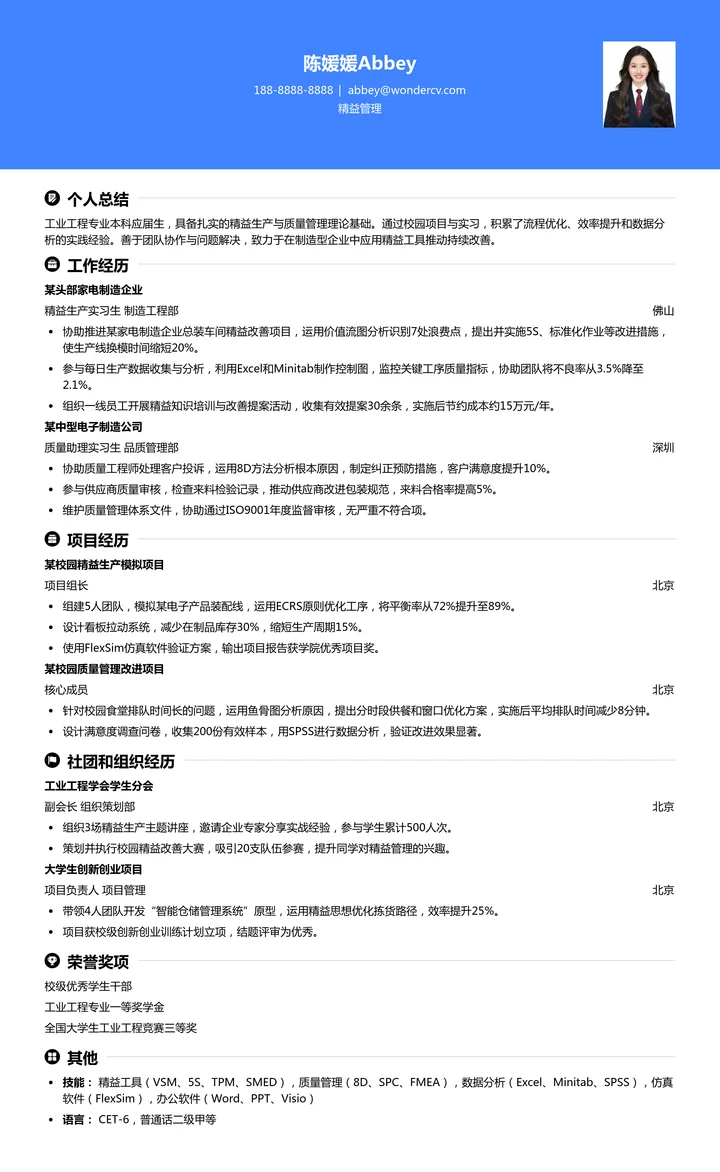 陈媛媛Abbey
188-8888-8888 | abbey@wondercv.com
精益管理
个人总结
工业工程专业本科应届生，具备扎实的精益生产与质量管理理论基础。通过校园项目与实习，积累了流程优化、效率提升和数据分
析的实践经验。善于团队协作与问题解决，致力于在制造型企业中应用精益工具推动持续改善。
工作经历
某头部家电制造企业
精益生产实习生 制造工程部 佛山
• 协助推进某家电制造企业总装车间精益改善项目，运用价值流图分析识别7处浪费点，提出并实施5S、标准化作业等改进措施，
使生产线换模时间缩短20%。
• 参与每日生产数据收集与分析，利用Excel和Minitab制作控制图，监控关键工序质量指标，协助团队将不良率从3.5%降至
2.1%。
• 组织一线员工开展精益知识培训与改善提案活动，收集有效提案30余条，实施后节约成本约15万元/年。
某中型电子制造公司
质量助理实习生 品质管理部 深圳
• 协助质量工程师处理客户投诉，运用8D方法分析根本原因，制定纠正预防措施，客户满意度提升10%。
• 参与供应商质量审核，检查来料检验记录，推动供应商改进包装规范，来料合格率提高5%。
• 维护质量管理体系文件，协助通过ISO9001年度监督审核，无严重不符合项。
项目经历
某校园精益生产模拟项目
项目组长 北京
• 组建5人团队，模拟某电子产品装配线，运用ECRS原则优化工序，将平衡率从72%提升至89%。
• 设计看板拉动系统，减少在制品库存30%，缩短生产周期15%。
• 使用FlexSim仿真软件验证方案，输出项目报告获学院优秀项目奖。
某校园质量管理改进项目
核心成员 北京
• 针对校园食堂排队时间长的问题，运用鱼骨图分析原因，提出分时段供餐和窗口优化方案，实施后平均排队时间减少8分钟。
• 设计满意度调查问卷，收集200份有效样本，用SPSS进行数据分析，验证改进效果显著。
社团和组织经历
工业工程学会学生分会
副会长 组织策划部 北京
• 组织3场精益生产主题讲座，邀请企业专家分享实战经验，参与学生累计500人次。
• 策划并执行校园精益改善大赛，吸引20支队伍参赛，提升同学对精益管理的兴趣。
大学生创新创业项目
项目负责人 项目管理 北京
• 带领4人团队开发“智能仓储管理系统”原型，运用精益思想优化拣货路径，效率提升25%。
• 项目获校级创新创业训练计划立项，结题评审为优秀。
荣誉奖项
校级优秀学生干部
工业工程专业一等奖学金
全国大学生工业工程竞赛三等奖
其他
• 技能： 精益工具（VSM、5S、TPM、SMED），质量管理（8D、SPC、FMEA），数据分析（Excel、Minitab、SPSS），仿真
软件（FlexSim），办公软件（Word、PPT、Visio）
• 语言： CET-6，普通话二级甲等